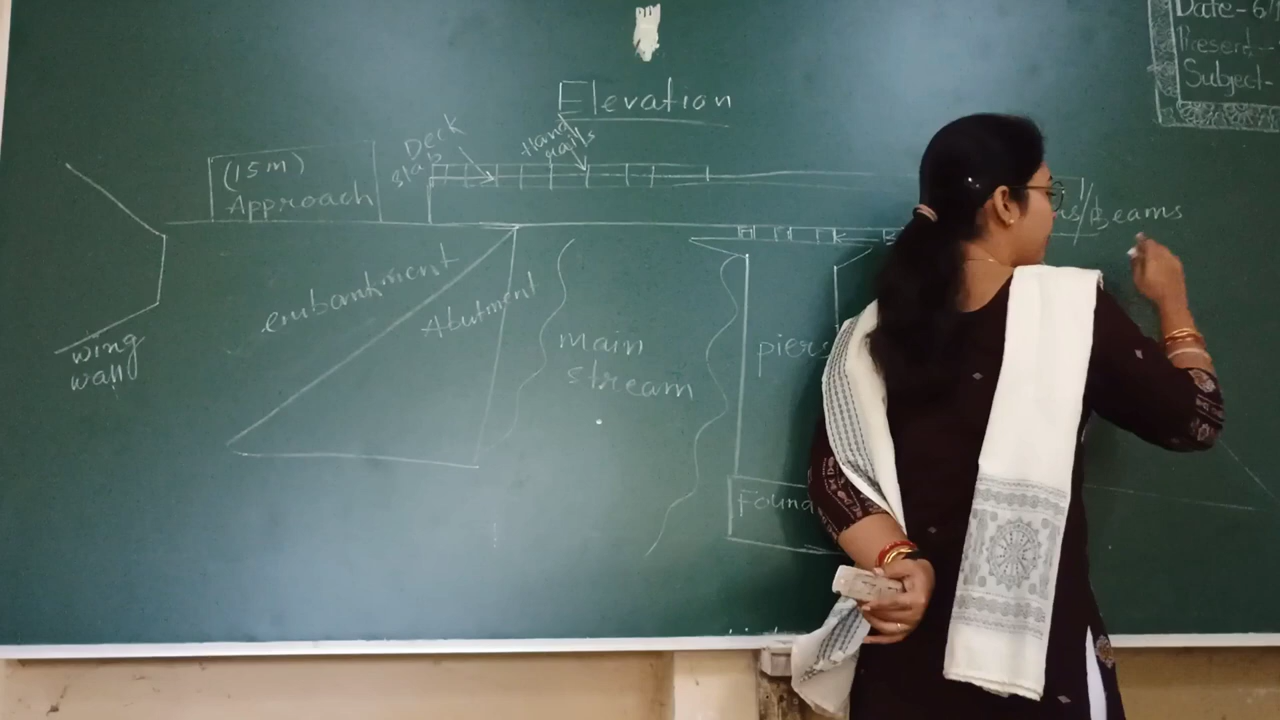 Date - 6/
Present -
Subject -
Elevation
Deck
slab
Hand
rails
(15m)
Approach
Beams
embankment
Abutment
wing
wall
main
stream
piers
Found